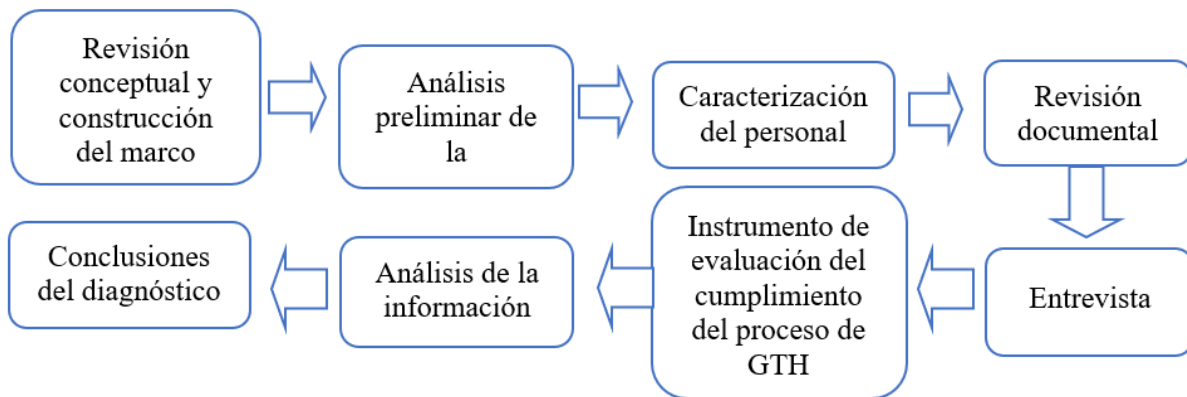 Revisión
conceptual y
construcción
del marco
Análisis
preliminar de
la
Caracterización
del personal
Revisión
documental
Entrevista
Instrumento de
evaluación del
cumplimiento
del proceso de
GTH
Análisis de la
información
Conclusiones
del diagnóstico